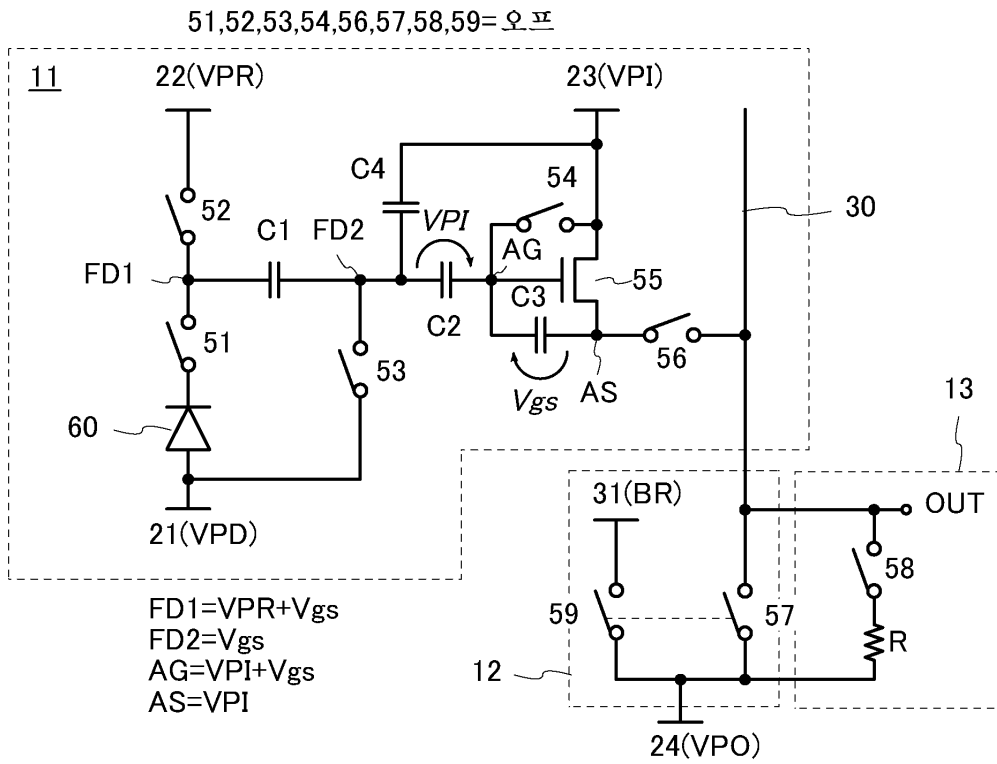 51,52,53,54,56,57,58,59=오프
11
22(VPR)
23(VPI)
C4
54
52
VPI
30
C1
FD2
AG
FD1
55
C3
C2
51
53
56
Vgs
AS
60
13
31(BR)
OUT
21(VPD)
58
59
57
FD1=VPR+Vgs
FD2=Vgs
R
AG=VPI+Vgs
12
AS=VPI
24(VPO)